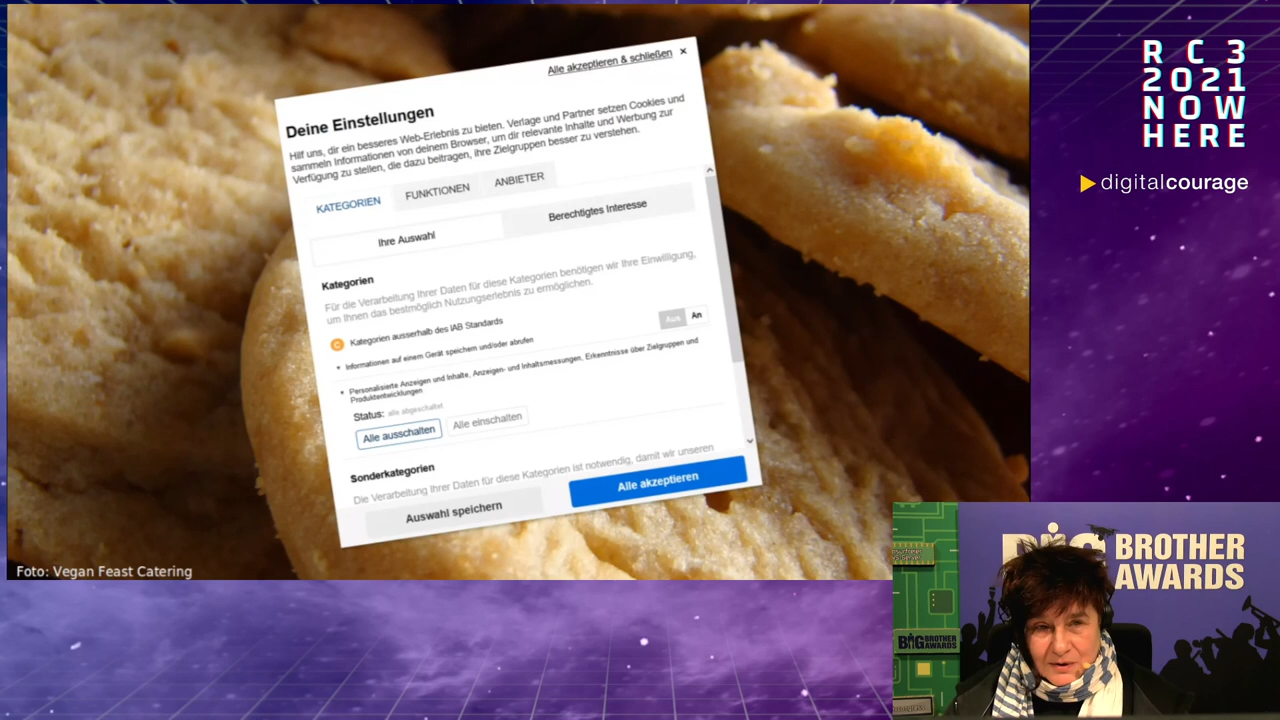 Alle akzeptieren & schließen ×
Deine Einstellungen
Hilf uns, dir ein besseres Web-Erlebnis zu bieten. Verlage und Partner setzen Cookies und
sammeln Informationen von deinem Browser, um dir relevante Inhalte und Werbung zur
Verfügung zu stellen, die dazu beitragen, ihre Zielgruppen besser zu verstehen.
KATEGORIEN FUNKTIONEN ANBIETER
Ihre Auswahl Berechtigtes Interesse
Kategorien
Für die Verarbeitung Ihrer Daten für diese Kategorien benötigen wir Ihre Einwilligung,
um Ihnen das bestmöglich Nutzungserlebnis zu ermöglichen.
C Kategorien ausserhalb des IAB Standards
Aus An
Informationen auf einem Gerät speichern und/oder abrufen
Personalisierte Anzeigen und Inhalte, Anzeigen- und Inhaltsmessungen, Erkenntnisse über Zielgruppen und
Produktentwicklungen
Status: alle abgeschaltet
Alle ausschalten Alle einschalten
Sonderkategorien
Die Verarbeitung Ihrer Daten für diese Kategorien ist notwendig, damit wir unseren
Auswahl speichern Alle akzeptieren
Foto: Vegan Feast Catering
RC3
2021
NOW
HERE
digitalcourage
BIG BROTHER
AWARDS
BIG BROTHER
AWARDS